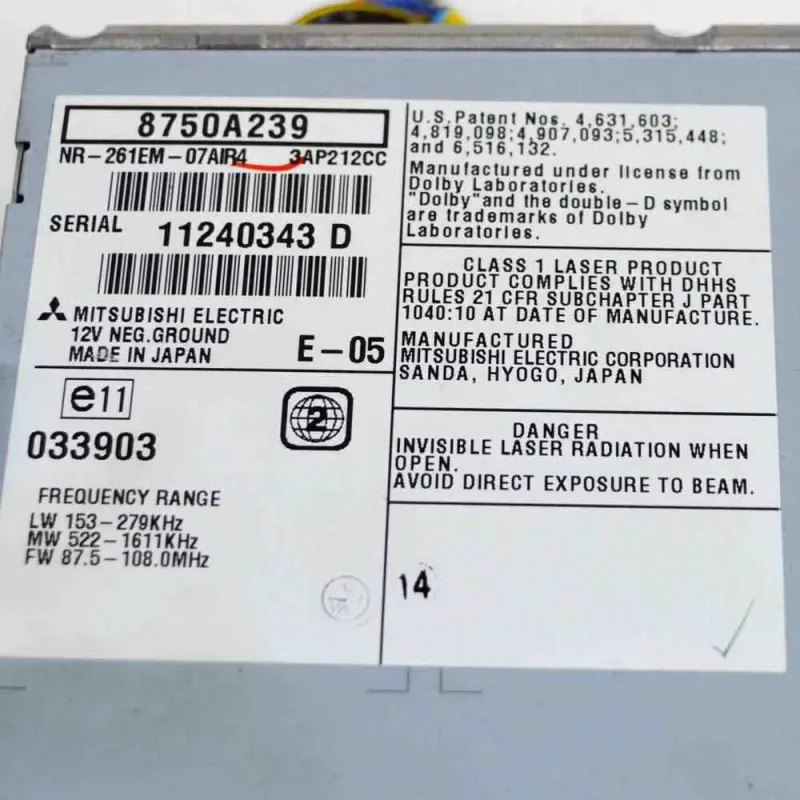 8750A239
NR-261EM-07AIR4 3AP212CC
SERIAL 11240343 D
MITSUBISHI ELECTRIC
12V NEG.GROUND
MADE IN JAPAN
E-05
e11
033903
2
FREQUENCY RANGE
LW 153-279KHz
MW 522-1611KHz
FW 87.5-108.0MHz
U.S. Patent Nos. 4,631,603;
4,819,098;4,907,093;5,315,448;
and 6,516,132.
Manufactured under license from
Dolby Laboratories.
"Dolby" and the double-D symbol
are trademarks of Dolby
Laboratories.
CLASS 1 LASER PRODUCT
PRODUCT COMPLIES WITH DHHS
RULES 21 CFR SUBCHAPTER J PART
1040:10 AT DATE OF MANUFACTURE.
MANUFACTURED
MITSUBISHI ELECTRIC CORPORATION
SANDA, HYOGO, JAPAN
DANGER
INVISIBLE LASER RADIATION WHEN
OPEN.
AVOID DIRECT EXPOSURE TO BEAM.
14